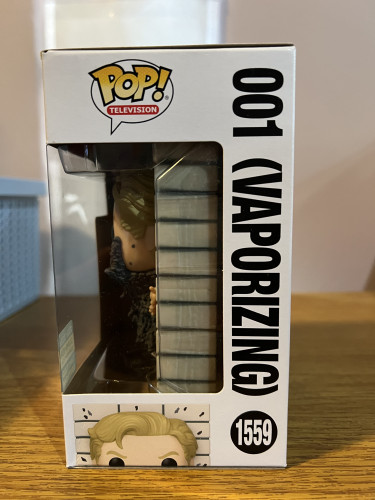 POP!
TELEVISION
001 (VAPORIZING)
1559